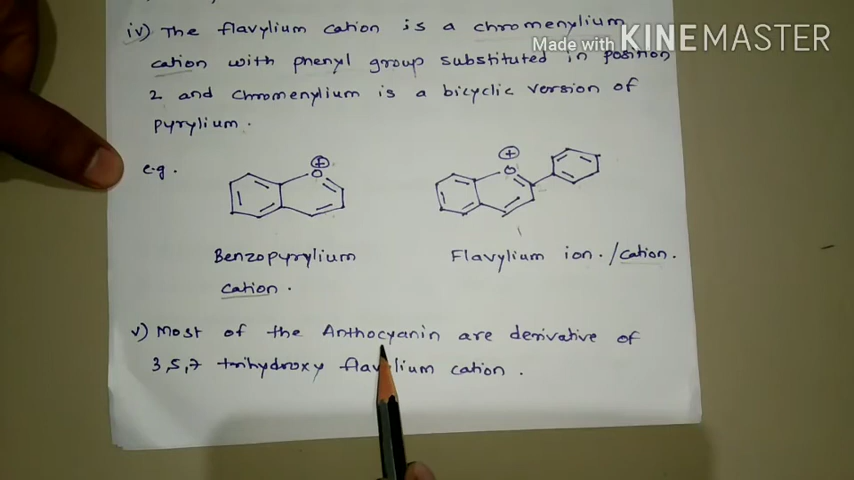 iv) The flavylium cation is a chromenylium
Made with KINEMASTER
cation with phenyl group substituted in position
2 and chromenylium is a bicyclic version of
pyrylium.
e.g.
+
O
+
O
Benzopyrylium
cation.
Flavylium ion. /cation.
v) Most of the Anthocyanin are derivative of
3,5,7 trihydroxy flavylium cation.